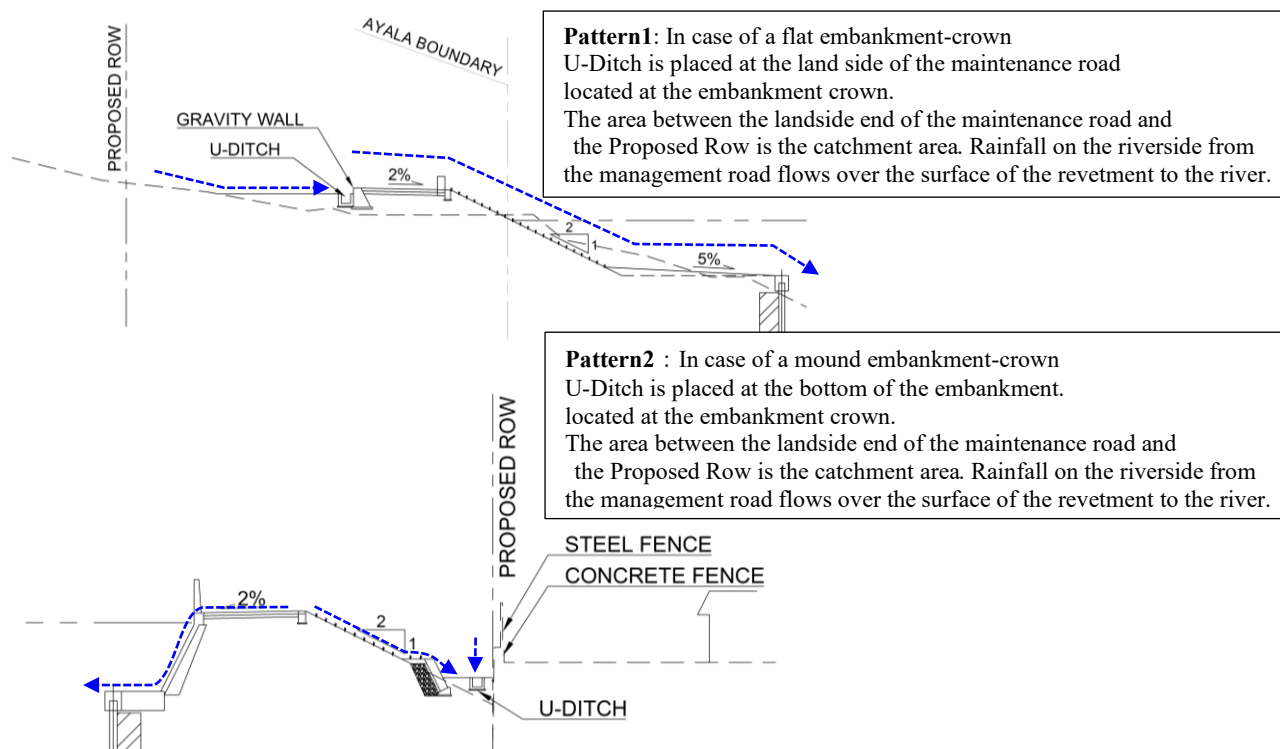 PROPOSED ROW
AYALA BOUNDARY
Pattern1: In case of a flat embankment-crown
U-Ditch is placed at the land side of the maintenance road
located at the embankment crown.
The area between the landside end of the maintenance road and
the Proposed Row is the catchment area. Rainfall on the riverside from
the management road flows over the surface of the revetment to the river.
GRAVITY WALL
U-DITCH
2%
2
1
5%
Pattern2 : In case of a mound embankment-crown
U-Ditch is placed at the bottom of the embankment.
located at the embankment crown.
The area between the landside end of the maintenance road and
the Proposed Row is the catchment area. Rainfall on the riverside from
the management road flows over the surface of the revetment to the river.
PROPOSED ROW
STEEL FENCE
CONCRETE FENCE
2%
2
1
U-DITCH